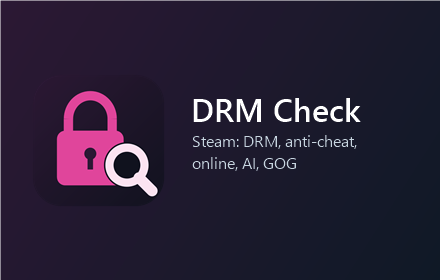 DRM Check
Steam: DRM, anti-cheat,
online, AI, GOG